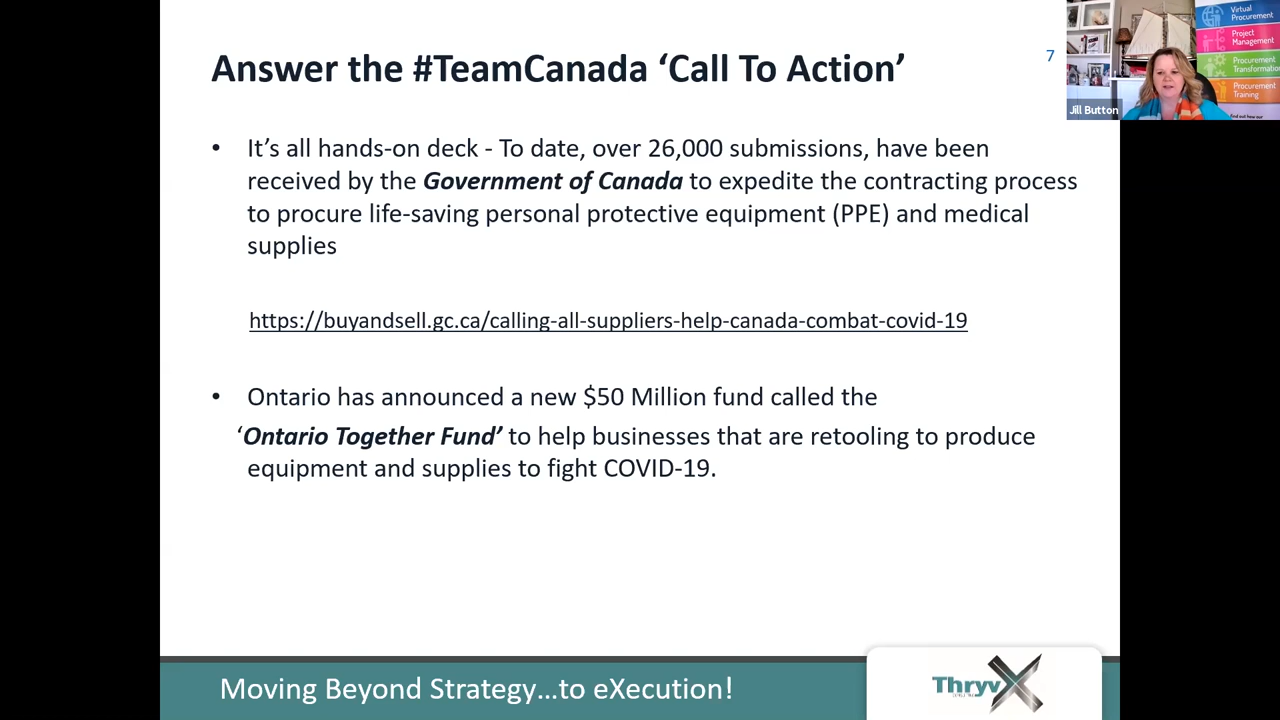 Answer the #TeamCanada ‘Call To Action’
7
• It’s all hands-on deck - To date, over 26,000 submissions, have been
received by the Government of Canada to expedite the contracting process
to procure life-saving personal protective equipment (PPE) and medical
supplies
https://buyandsell.gc.ca/calling-all-suppliers-help-canada-combat-covid-19
• Ontario has announced a new $50 Million fund called the
‘Ontario Together Fund’ to help businesses that are retooling to produce
equipment and supplies to fight COVID-19.
Moving Beyond Strategy...to eXecution!
ThryvX
Virtual
Procurement
Project
Management
Procurement
Transformation
Procurement
Training
Find out how our
Jill Button